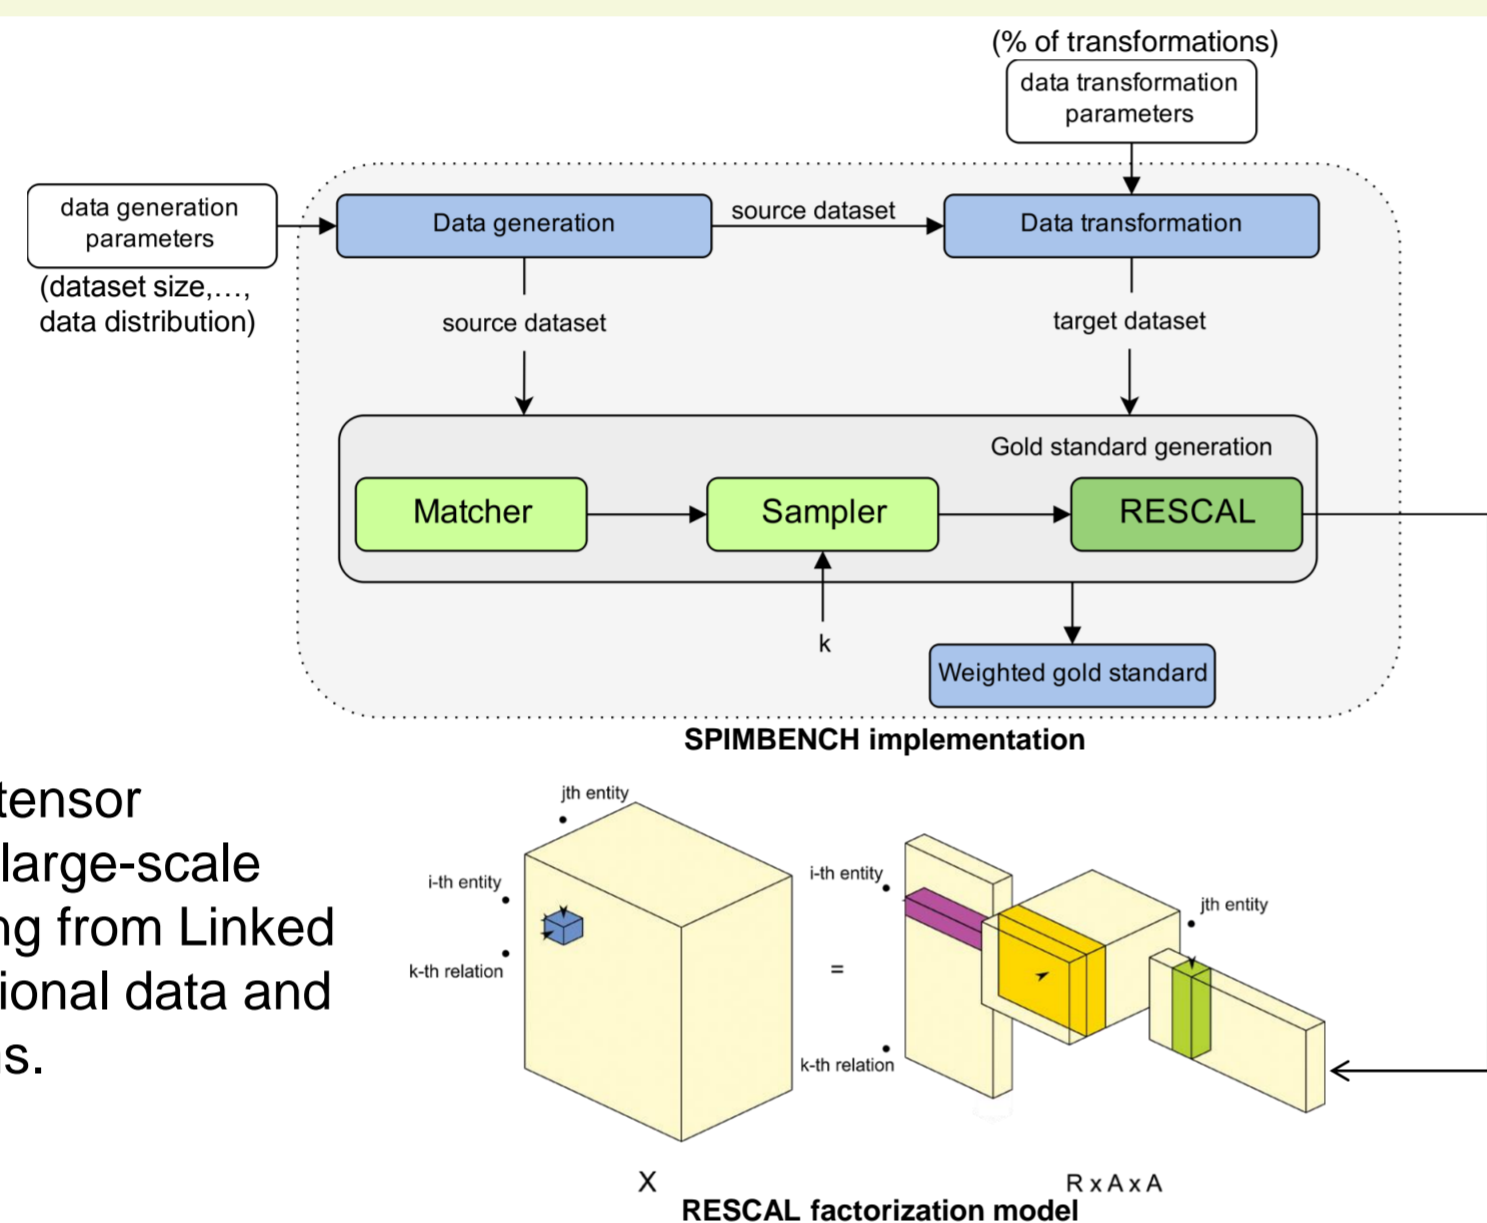 (% of transformations)
data transformation
parameters
data generation
parameters
(dataset size,...,
data distribution)
Data generation
source dataset
Data transformation
source dataset
target dataset
Gold standard generation
Matcher
Sampler
RESCAL
k
Weighted gold standard
SPIMBENCH implementation
tensor
large-scale
ng from Linked
ional data and
s.
jth entity
i-th entity
k-th relation
X
=
i-th entity
k-th relation
jth entity
R x A x A
RESCAL factorization model